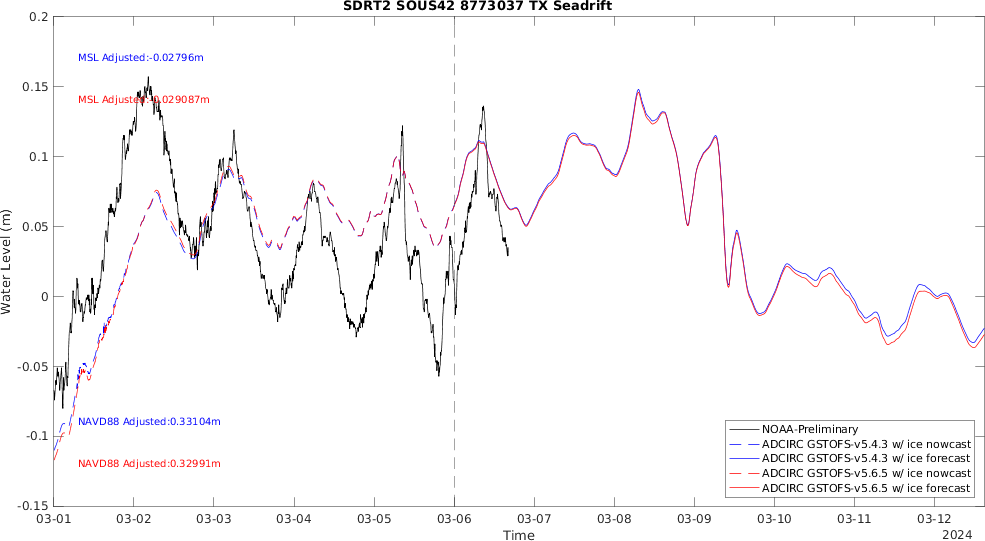 SDRT2 SOUS42 8773037 TX Seadrift
0.2
0.15
0.1
0.05
0
-0.05
-0.1
-0.15
Water Level (m)
MSL Adjusted:-0.02796m
MSL Adjusted:-0.029087m
NAVD88 Adjusted:0.33104m
NAVD88 Adjusted:0.32991m
NOAA-Preliminary
ADCIRC GSTOFS-v5.4.3 w/ ice nowcast
ADCIRC GSTOFS-v5.4.3 w/ ice forecast
ADCIRC GSTOFS-v5.6.5 w/ ice nowcast
ADCIRC GSTOFS-v5.6.5 w/ ice forecast
03-01 03-02 03-03 03-04 03-05 03-06 03-07 03-08 03-09 03-10 03-11 03-12
Time
2024